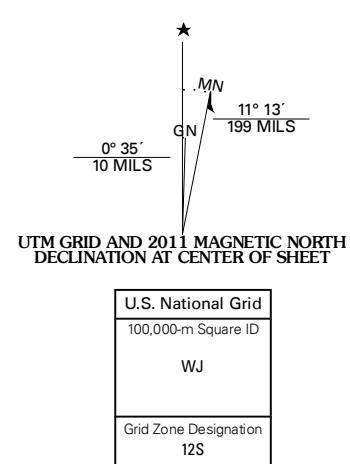 ★
MN
GN
11° 13´
199 MILS
0° 35´
10 MILS
UTM GRID AND 2011 MAGNETIC NORTH
DECLINATION AT CENTER OF SHEET
U.S. National Grid
100,000-m Square ID
WJ
Grid Zone Designation
12S